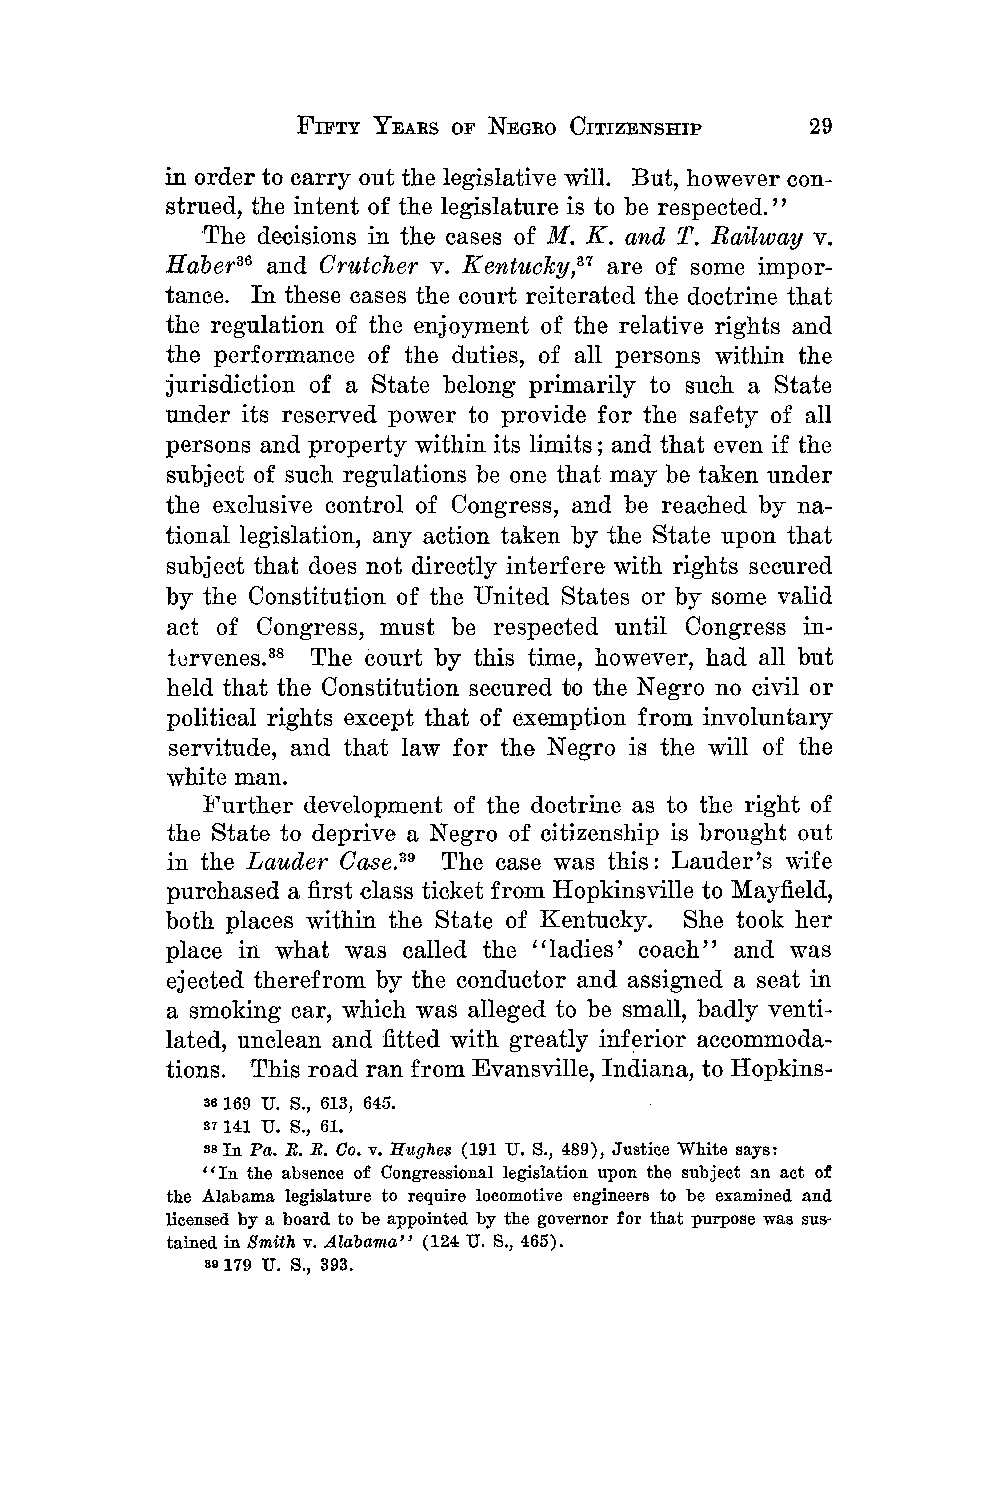 Fifty Years of Negro Citizenship 29
in order to carry out the legislative will. But, however con-
strued, the intent of the legislature is to be respected.''
The decisions in the cases of M. K. and T. Railway v.
Haber³⁶ and Crutcher v. Kentucky,³⁷ are of some impor-
tance. In these cases the court reiterated the doctrine that
the regulation of the enjoyment of the relative rights and
the performance of the duties, of all persons within the
jurisdiction of a State belong primarily to such a State
under its reserved power to provide for the safety of all
persons and property within its limits; and that even if the
subject of such regulations be one that may be taken under
the exclusive control of Congress, and be reached by na-
tional legislation, any action taken by the State upon that
subject that does not directly interfere with rights secured
by the Constitution of the United States or by some valid
act of Congress, must be respected until Congress in-
tervenes.³⁸ The court by this time, however, had all but
held that the Constitution secured to the Negro no civil or
political rights except that of exemption from involuntary
servitude, and that law for the Negro is the will of the
white man.
Further development of the doctrine as to the right of
the State to deprive a Negro of citizenship is brought out
in the Lauder Case.³⁹ The case was this: Lauder's wife
purchased a first class ticket from Hopkinsville to Mayfield,
both places within the State of Kentucky. She took her
place in what was called the ''ladies' coach'' and was
ejected therefrom by the conductor and assigned a seat in
a smoking car, which was alleged to be small, badly venti-
lated, unclean and fitted with greatly inferior accommoda-
tions. This road ran from Evansville, Indiana, to Hopkins-
³⁶ 169 U. S., 613, 645.
³⁷ 141 U. S., 61.
³⁸ In Pa. R. R. Co. v. Hughes (191 U. S., 489), Justice White says:
''In the absence of Congressional legislation upon the subject an act of
the Alabama legislature to require locomotive engineers to be examined and
licensed by a board to be appointed by the governor for that purpose was sus-
tained in Smith v. Alabama'' (124 U. S., 465).
³⁹ 179 U. S., 393.